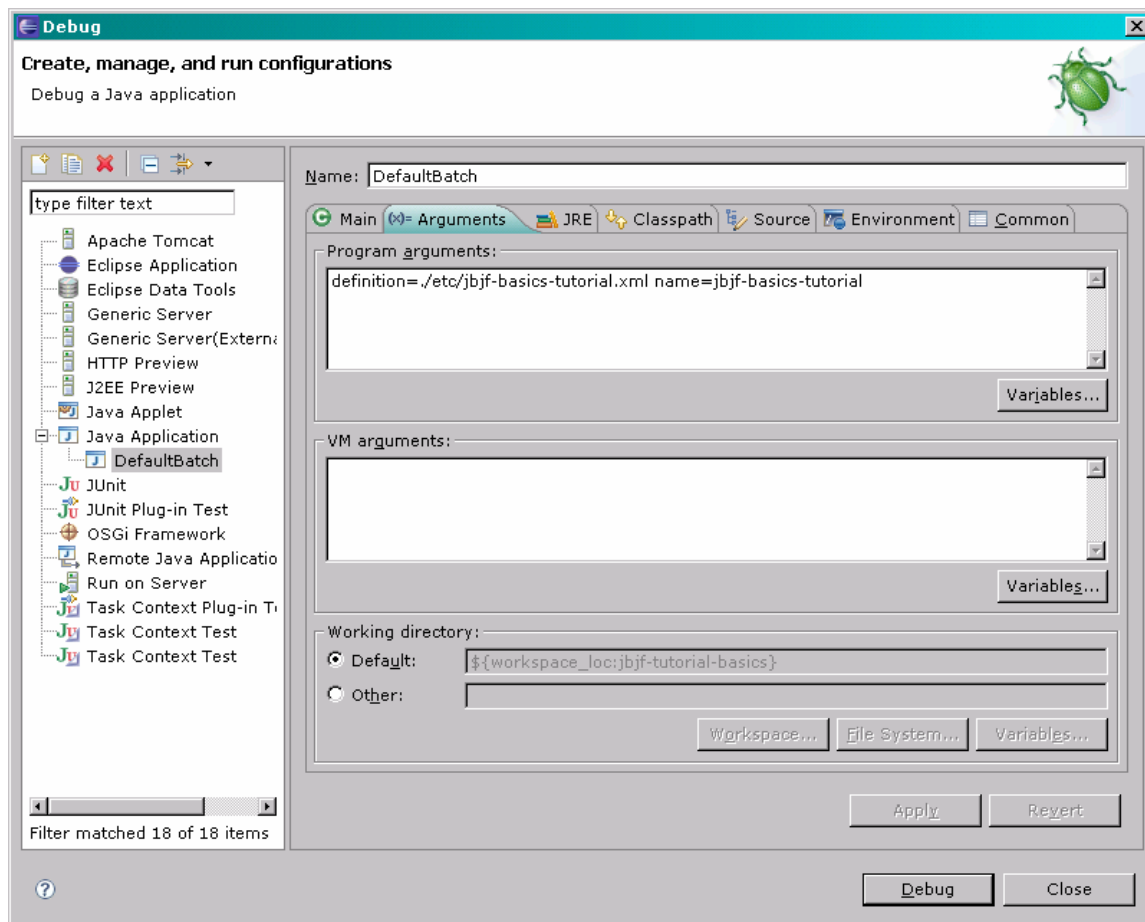 Debug
Create, manage, and run configurations
Debug a Java application
type filter text
Apache Tomcat
Eclipse Application
Eclipse Data Tools
Generic Server
Generic Server(Externa
HTTP Preview
J2EE Preview
Java Applet
Java Application
DefaultBatch
JUnit
JUnit Plug-in Test
OSGi Framework
Remote Java Applicatio
Run on Server
Task Context Plug-in T
Task Context Test
Task Context Test
Filter matched 18 of 18 items
Name: DefaultBatch
Main (x)= Arguments JRE Classpath Source Environment Common
Program arguments:
definition=./etc/jbjf-basics-tutorial.xml name=jbjf-basics-tutorial
Variables...
VM arguments:
Variables...
Working directory:
Default: ${workspace_loc:jbjf-tutorial-basics}
Other:
Workspace... File System... Variables...
Apply Revert
Debug Close